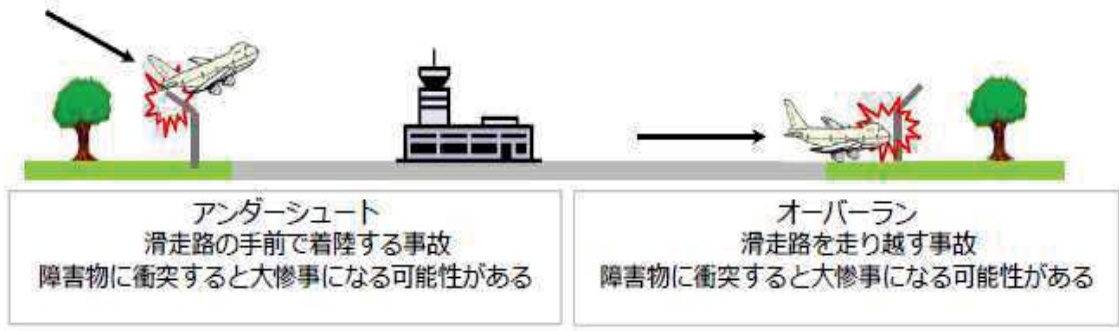 アンダーシュート
滑走路の手前で着陸する事故
障害物に衝突すると大惨事になる可能性がある
オーバーラン
滑走路を走り越す事故
障害物に衝突すると大惨事になる可能性がある